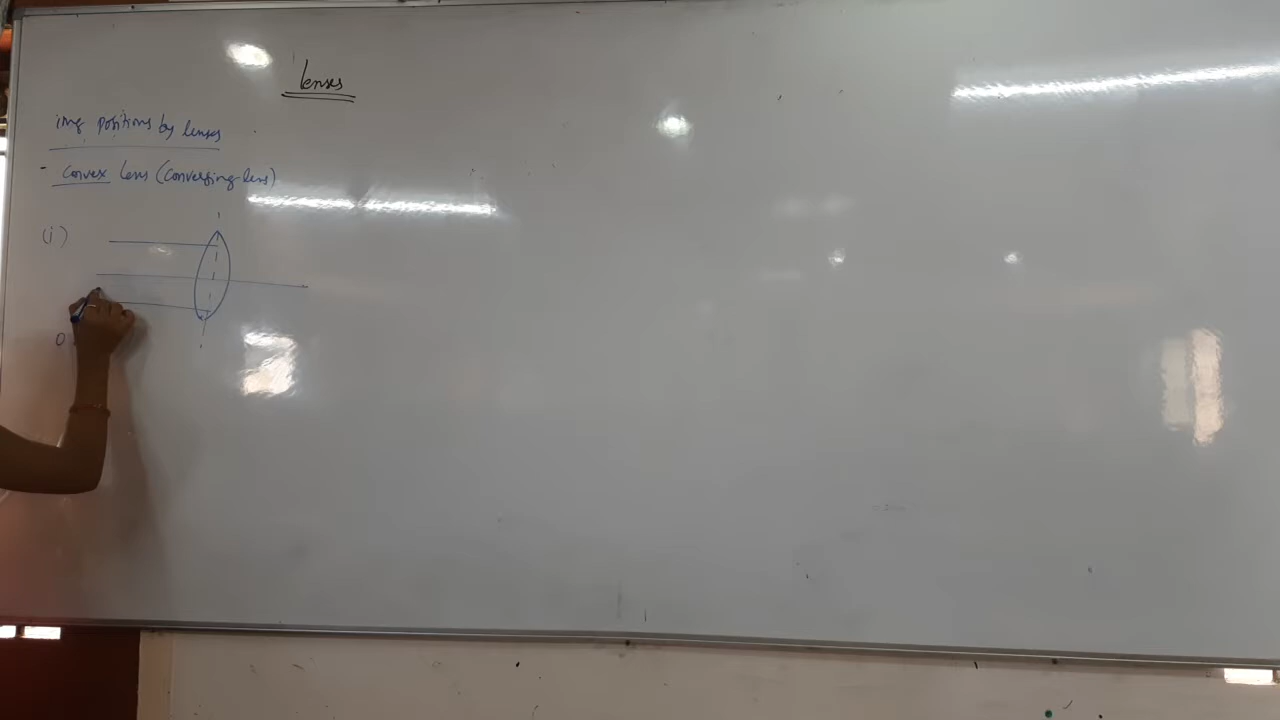 lenses
img positions by lenses
- Convex lens (Converging lens)
(i)
O